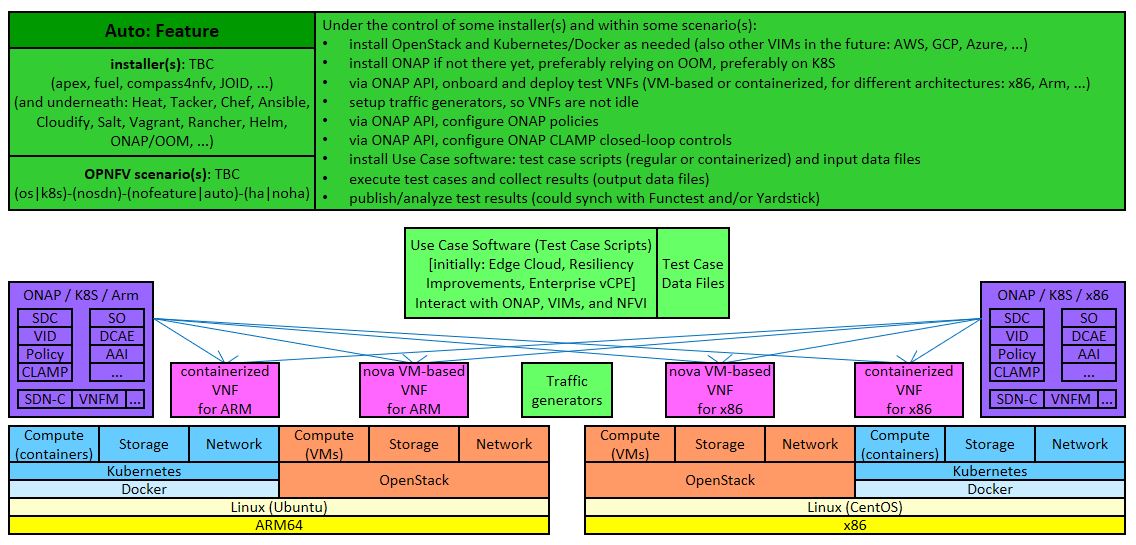 Auto: Feature
installer(s): TBC
(apex, fuel, compass4nfv, JOID, ...)
(and underneath: Heat, Tacker, Chef, Ansible,
Cloudify, Salt, Vagrant, Rancher, Helm,
ONAP/OOM, ...)
OPNFV scenario(s): TBC
(os|k8s)-(nosdn)-(nofeature|auto)-(ha|noha)
Under the control of some installer(s) and within some scenario(s):
• install OpenStack and Kubernetes/Docker as needed (also other VIMs in the future: AWS, GCP, Azure, ...)
• install ONAP if not there yet, preferably relying on OOM, preferably on K8S
• via ONAP API, onboard and deploy test VNFs (VM-based or containerized, for different architectures: x86, Arm, ...)
• setup traffic generators, so VNFs are not idle
• via ONAP API, configure ONAP policies
• via ONAP API, configure ONAP CLAMP closed-loop controls
• install Use Case software: test case scripts (regular or containerized) and input data files
• execute test cases and collect results (output data files)
• publish/analyze test results (could synch with Functest and/or Yardstick)
Use Case Software (Test Case Scripts)
[initially: Edge Cloud, Resiliency
Improvements, Enterprise vCPE]
Interact with ONAP, VIMs, and NFVI
Test Case
Data Files
ONAP / K8S / Arm
SDC
SO
VID
DCAE
Policy
AAI
CLAMP
...
SDN-C
VNFM
...
ONAP / K8S / x86
SDC
SO
VID
DCAE
Policy
AAI
CLAMP
...
SDN-C
VNFM
...
containerized
VNF
for ARM
nova VM-based
VNF
for ARM
Traffic
generators
nova VM-based
VNF
for x86
containerized
VNF
for x86
Compute
(containers)
Storage
Network
Compute
(VMs)
Storage
Network
Kubernetes
Docker
OpenStack
Linux (Ubuntu)
ARM64
Compute
(VMs)
Storage
Network
Compute
(containers)
Storage
Network
OpenStack
Kubernetes
Docker
Linux (CentOS)
x86